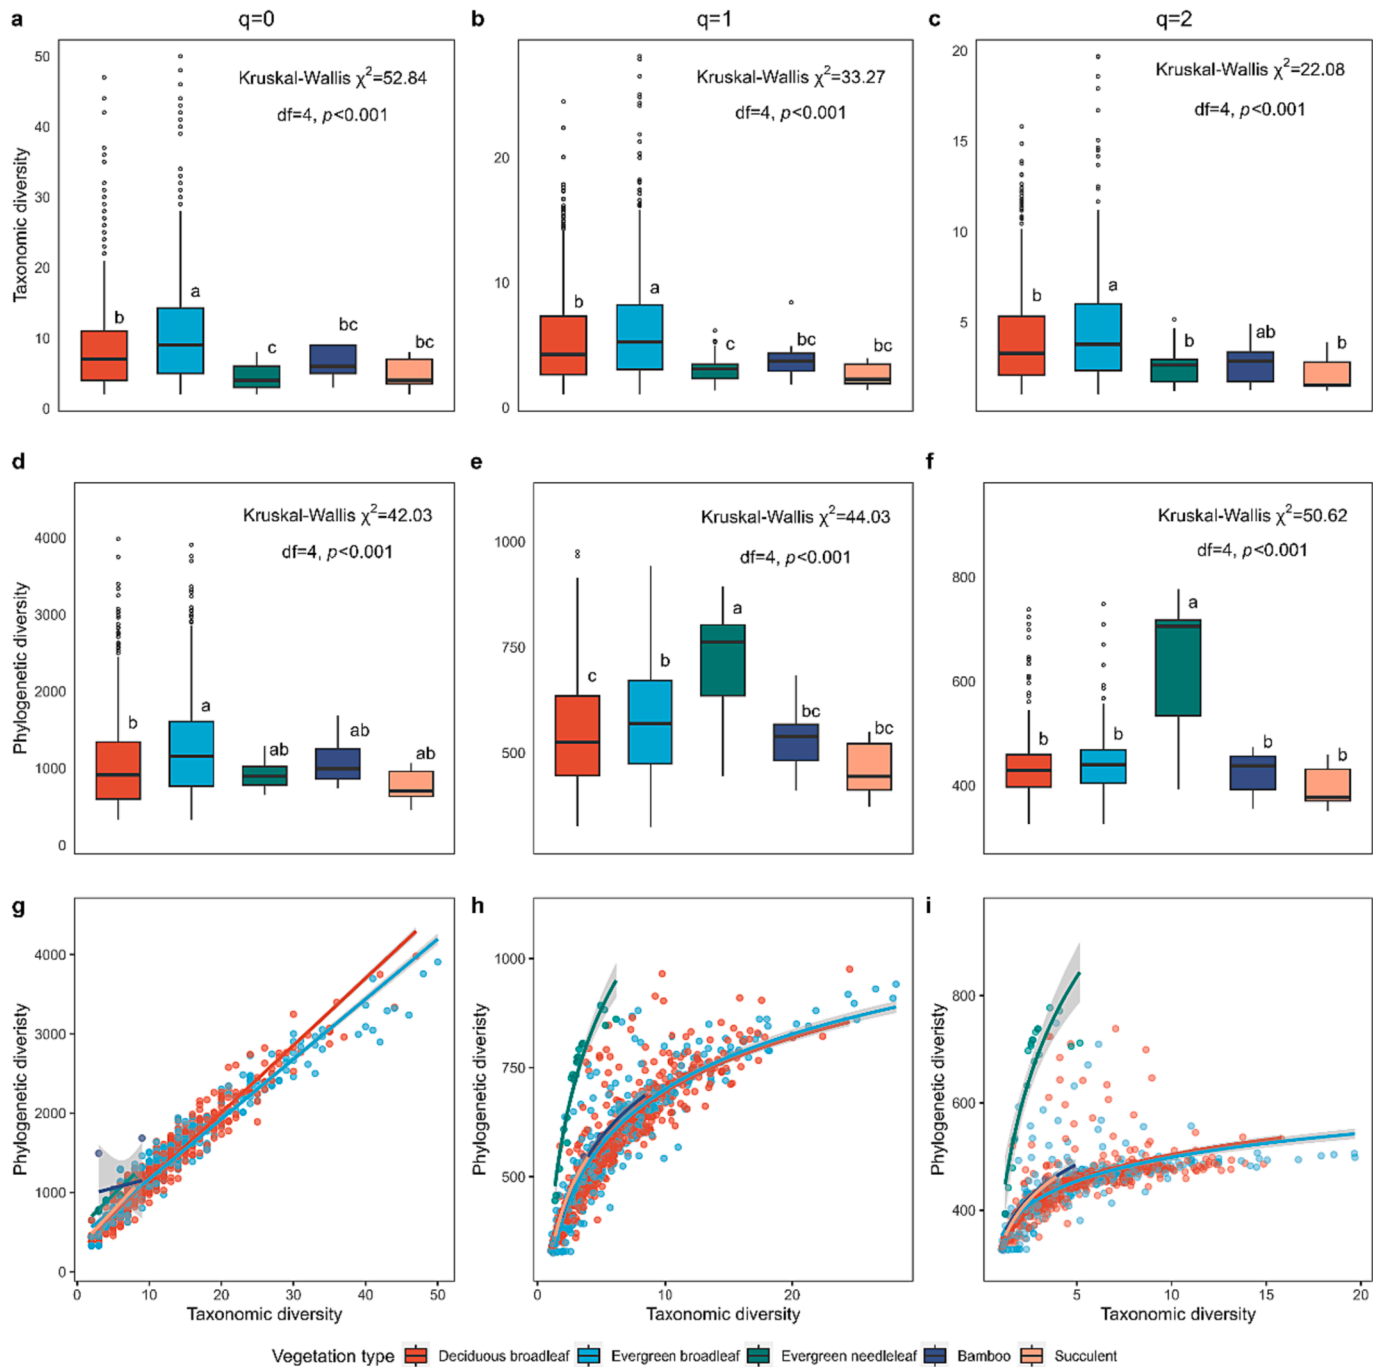 a q=0 b q=1 c q=2
Kruskal-Wallis χ²=52.84
df=4, p<0.001
Kruskal-Wallis χ²=33.27
df=4, p<0.001
Kruskal-Wallis χ²=22.08
df=4, p<0.001
Taxonomic diversity
50
40
30
20
10
0
b a c bc bc
20
10
0
b a c bc bc
20
15
10
5
b a b ab b
d e f
Kruskal-Wallis χ²=42.03
df=4, p<0.001
Kruskal-Wallis χ²=44.03
df=4, p<0.001
Kruskal-Wallis χ²=50.62
df=4, p<0.001
Phylogenetic diversity
4000
3000
2000
1000
0
b a ab ab ab
1000
750
500
c b a bc bc
800
600
400
b b a b b
g h i
Phylogenetic diveristy
4000
3000
2000
1000
0
0 10 20 30 40 50
Taxonomic diversity
Phylogenetic diveristy
1000
750
500
0 10 20
Taxonomic diversity
Phylogenetic diveristy
800
600
400
5 10 15 20
Taxonomic diversity
Vegetation type Deciduous broadleaf Evergreen broadleaf Evergreen needleleaf Bamboo Succulent